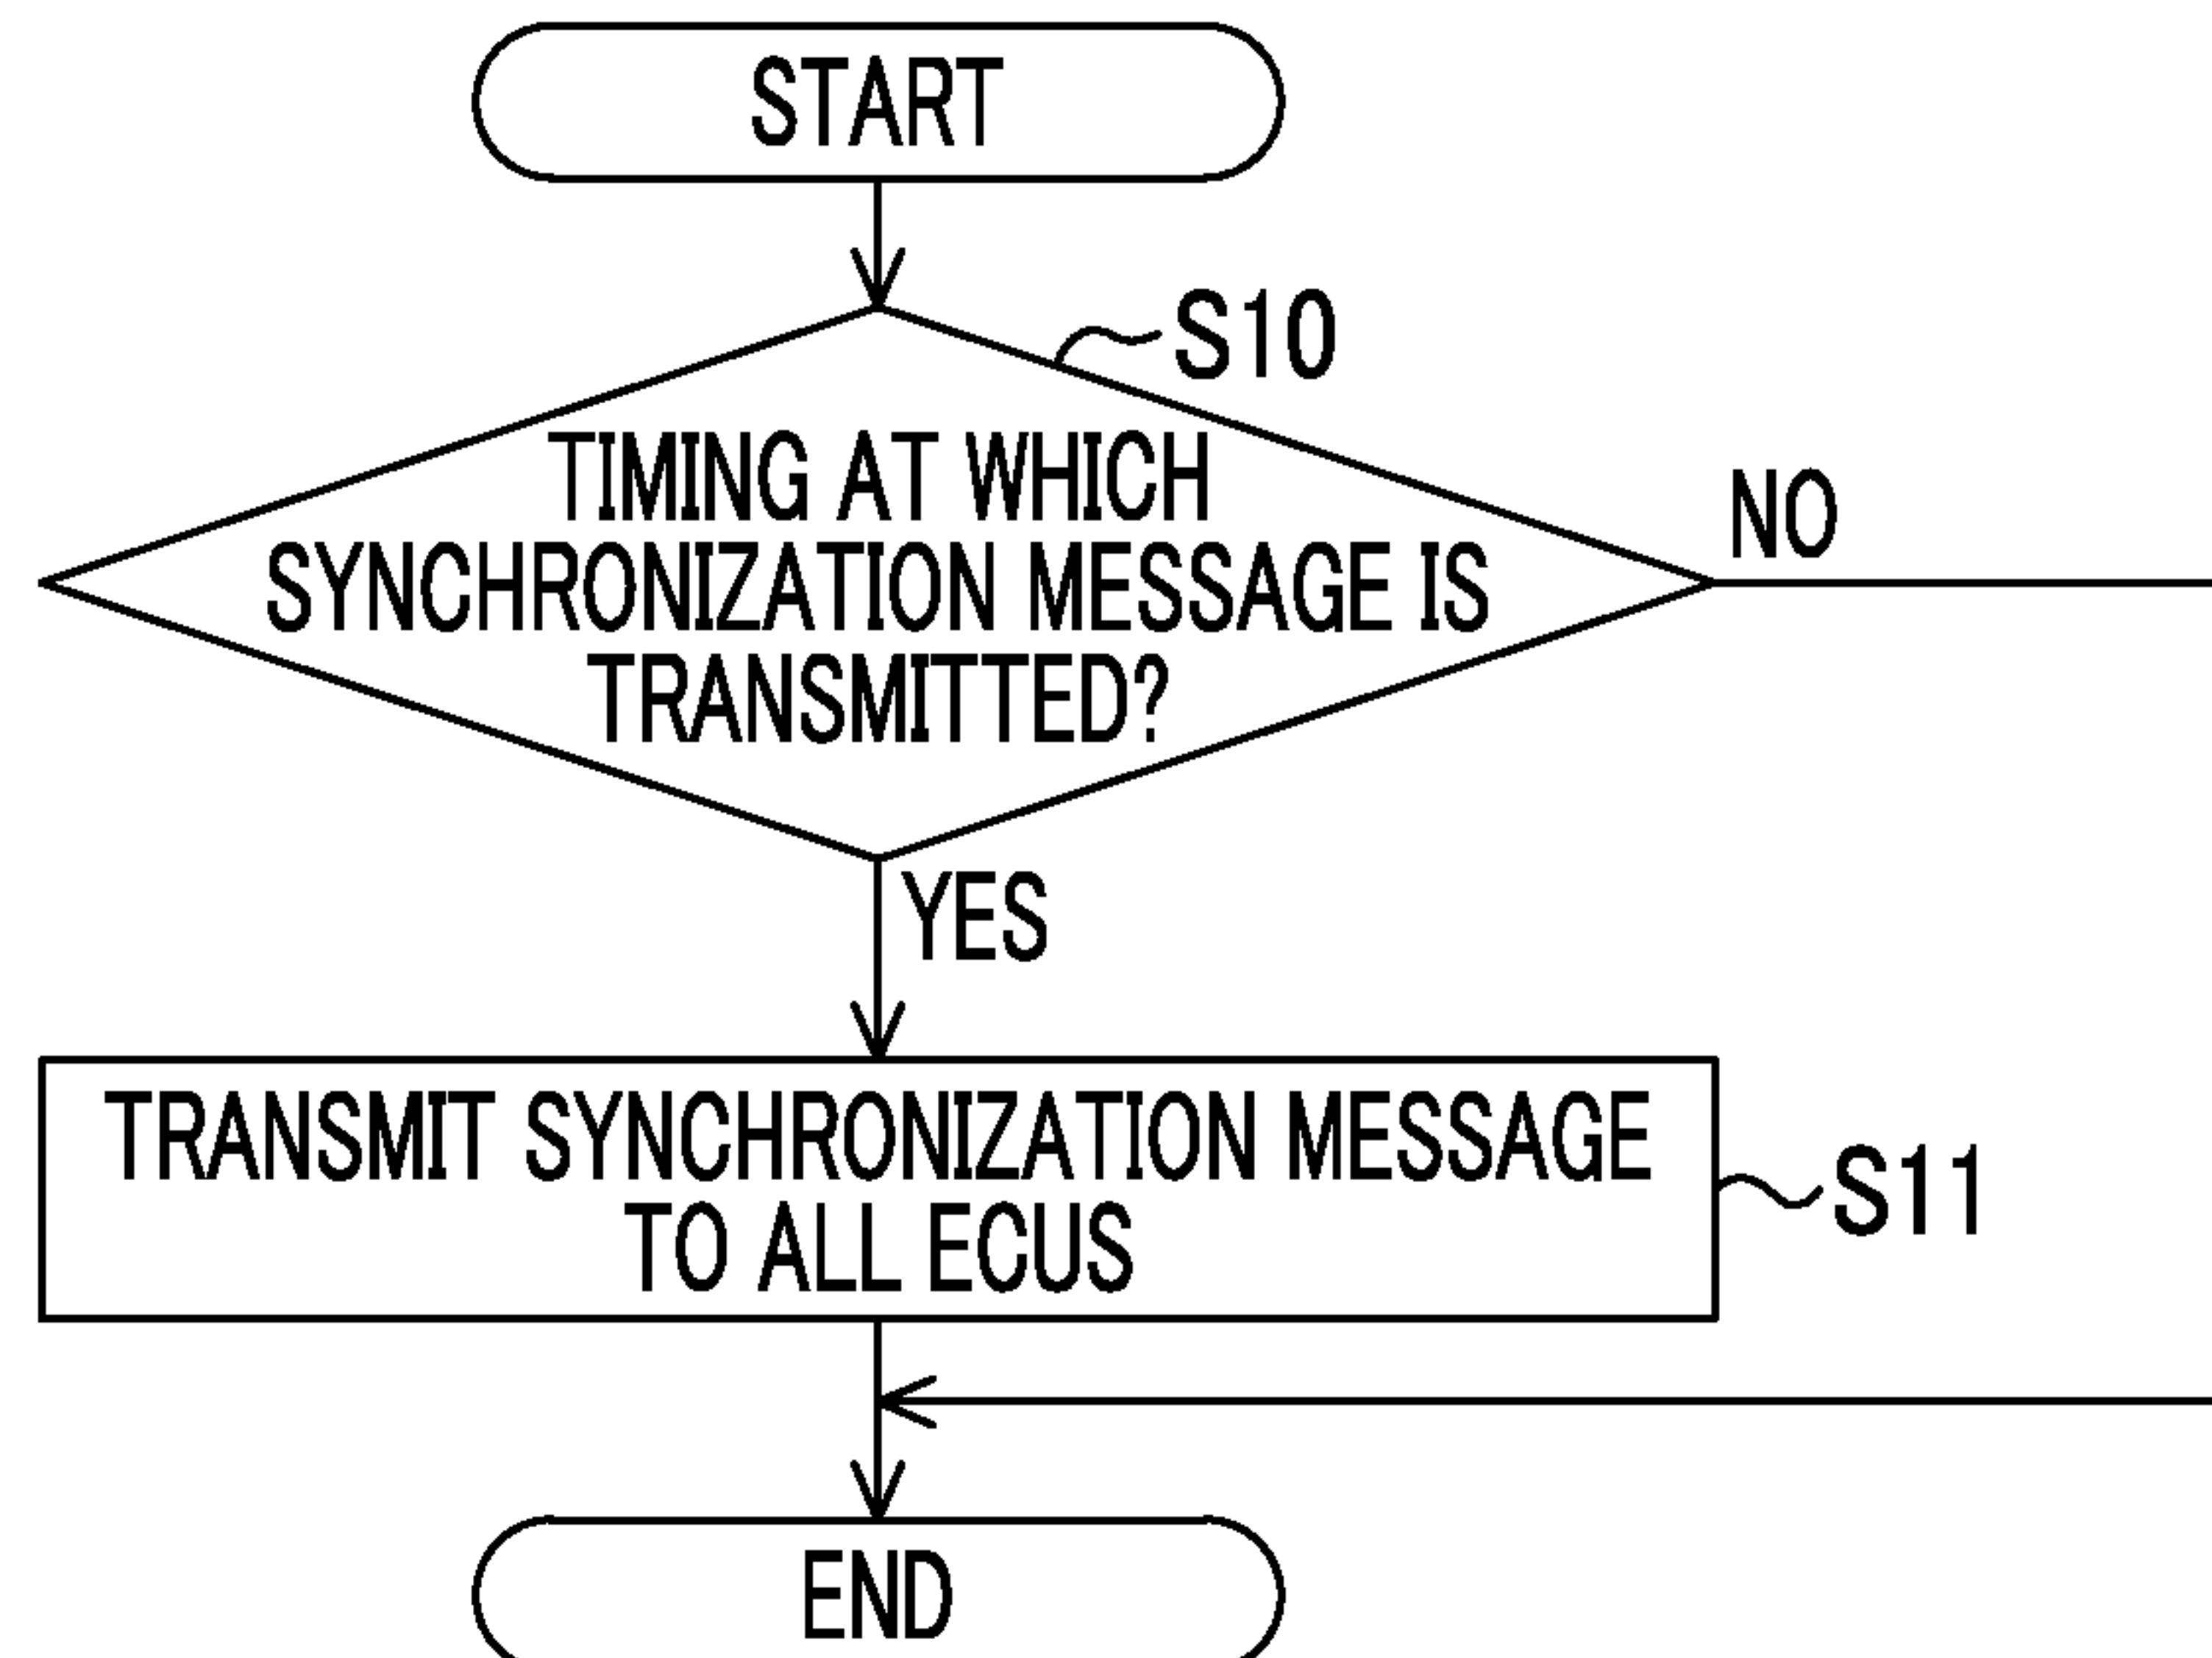 START
S10
TIMING AT WHICH
SYNCHRONIZATION MESSAGE IS
TRANSMITTED?
NO
YES
TRANSMIT SYNCHRONIZATION MESSAGE
TO ALL ECUS
S11
END